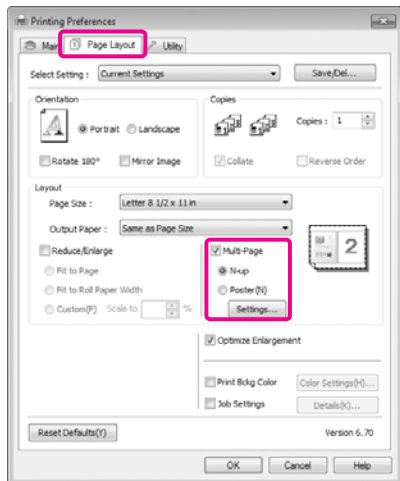 Printing Preferences
Main Page Layout Utility
Select Setting : Current Settings Save/Del...
Orientation
Portrait Landscape
Rotate 180° Mirror Image
Copies
Copies : 1
Collate Reverse Order
Layout
Page Size : Letter 8 1/2 x 11 in
Output Paper : Same as Page Size
Reduce/Enlarge
Fit to Page
Fit to Roll Paper Width
Custom(F) Scale to %
Multi-Page
N-up
Poster(N)
Settings...
2
Optimize Enlargement
Print Bckg Color Color Settings(H)...
Job Settings Details(K)...
Reset Defaults(Y) Version 6.70
OK Cancel Help